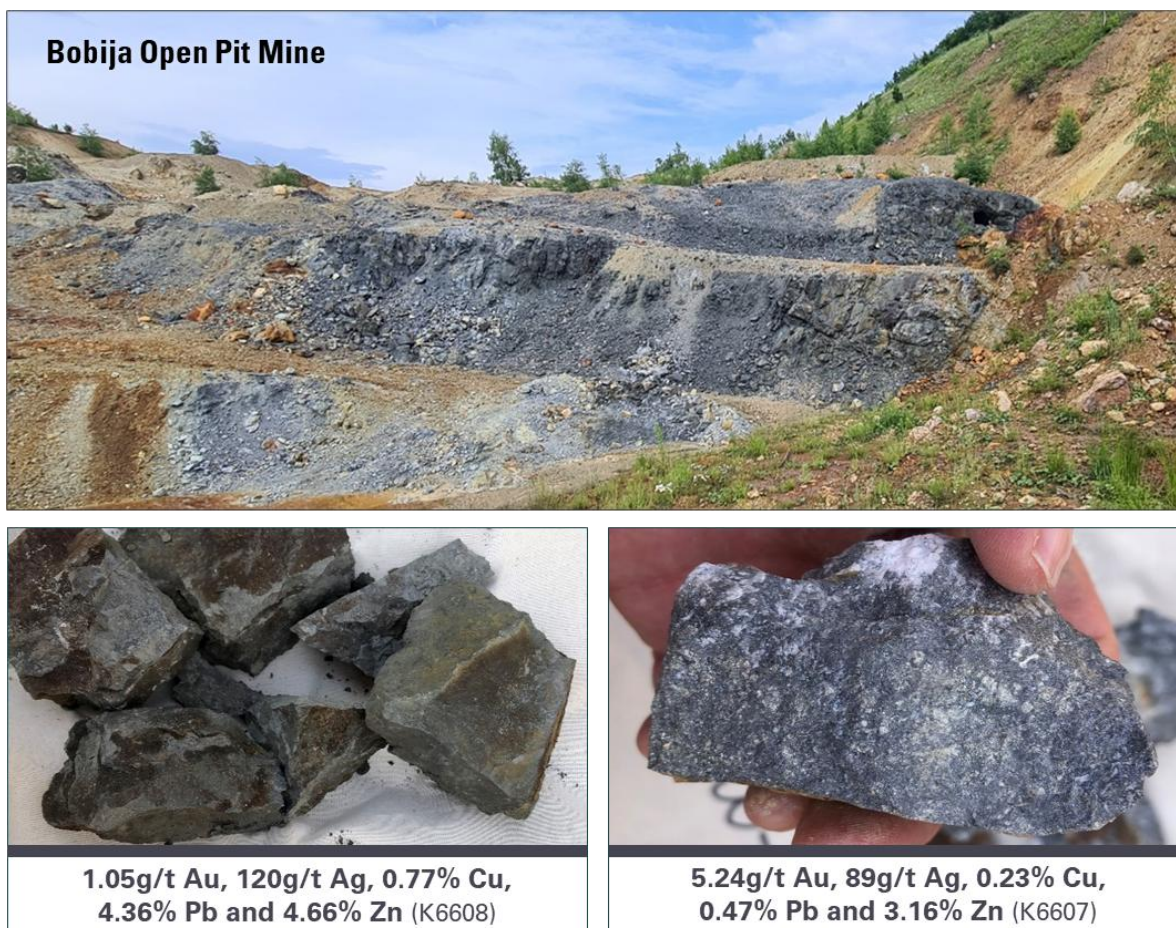 Bobija Open Pit Mine
1.05g/t Au, 120g/t Ag, 0.77% Cu,
4.36% Pb and 4.66% Zn (K6608)
5.24g/t Au, 89g/t Ag, 0.23% Cu,
0.47% Pb and 3.16% Zn (K6607)